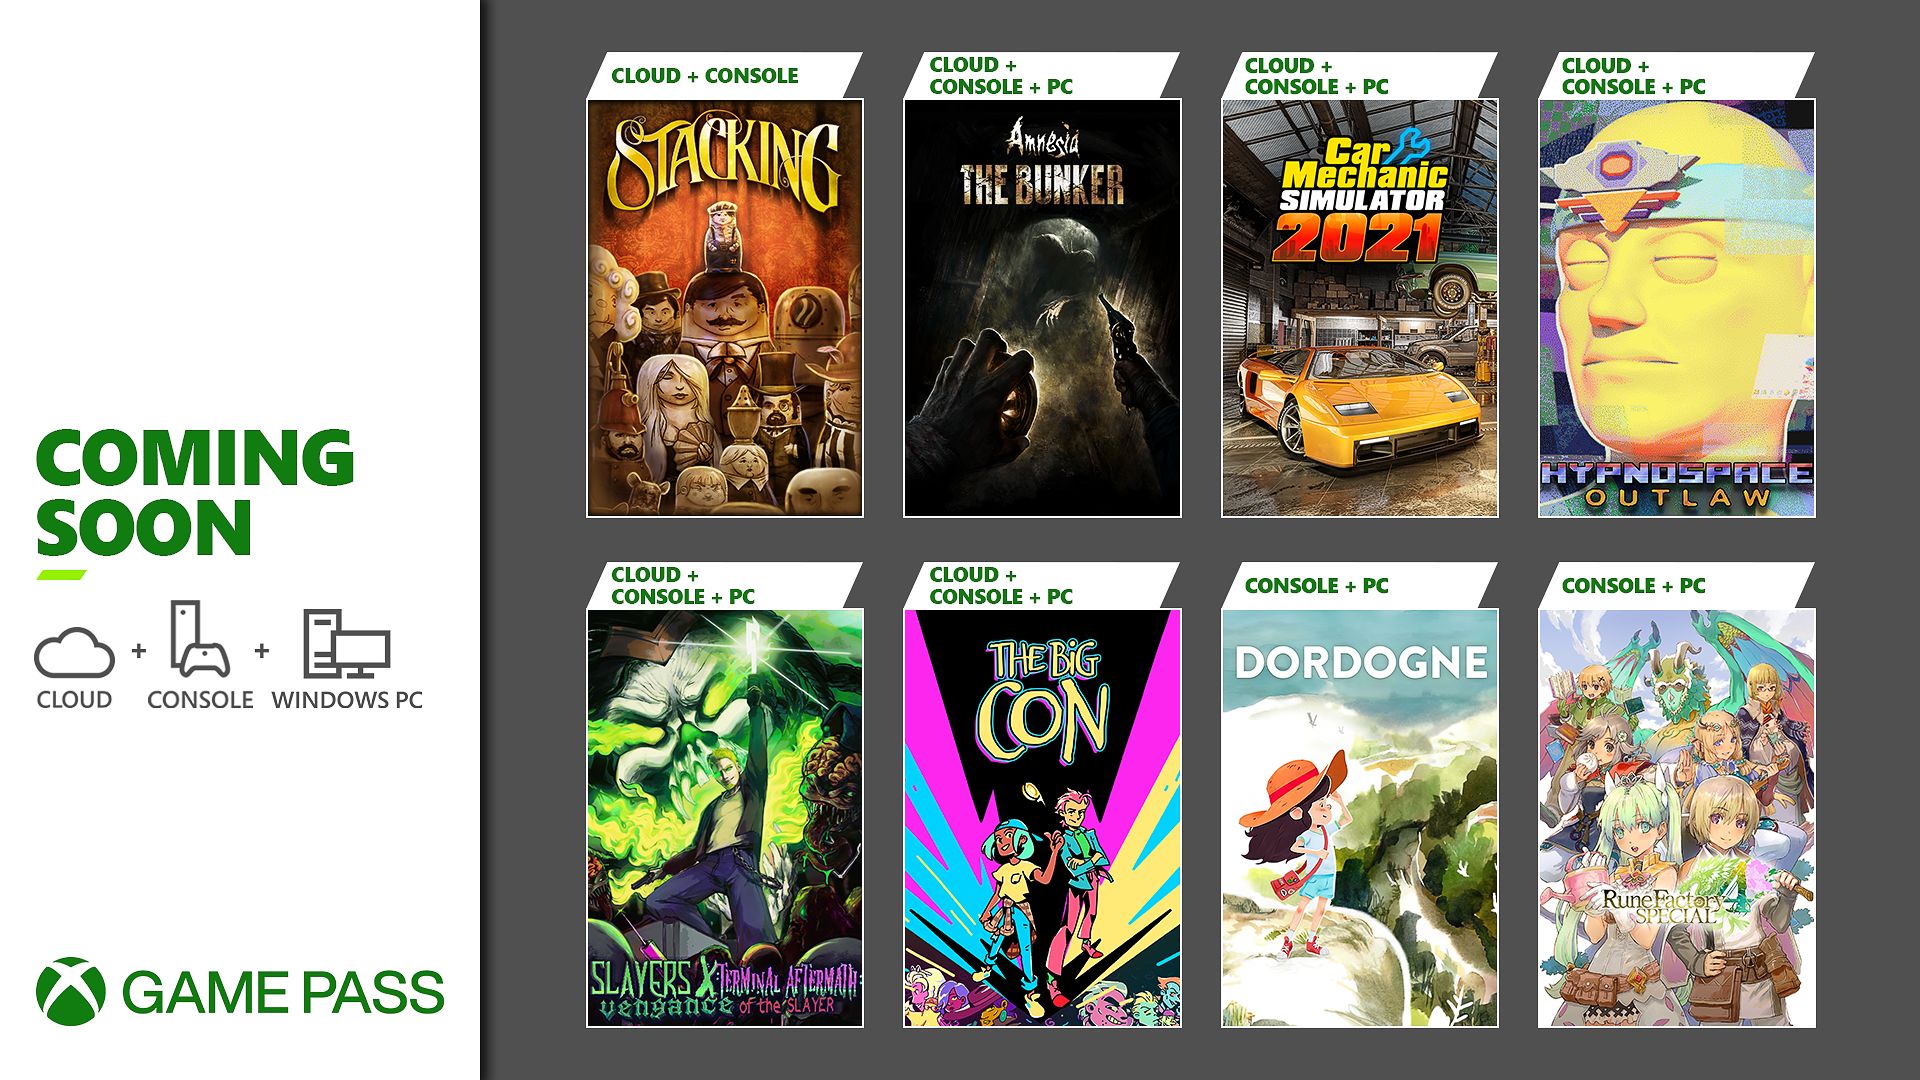 COMING
SOON
CLOUD + CONSOLE + WINDOWS PC
GAME PASS
CLOUD + CONSOLE
STACKING
CLOUD +
CONSOLE + PC
Amnesia
THE BUNKER
CLOUD +
CONSOLE + PC
Car
Mechanic
SIMULATOR
2021
CLOUD +
CONSOLE + PC
HYPNOSPACE
OUTLAW
CLOUD +
CONSOLE + PC
SLAYERS X: TERMINAL AFTERMATH:
vengance of the SLAYER
CLOUD +
CONSOLE + PC
THE BIG
CON
CONSOLE + PC
DORDOGNE
CONSOLE + PC
Rune Factory 4
SPECIAL